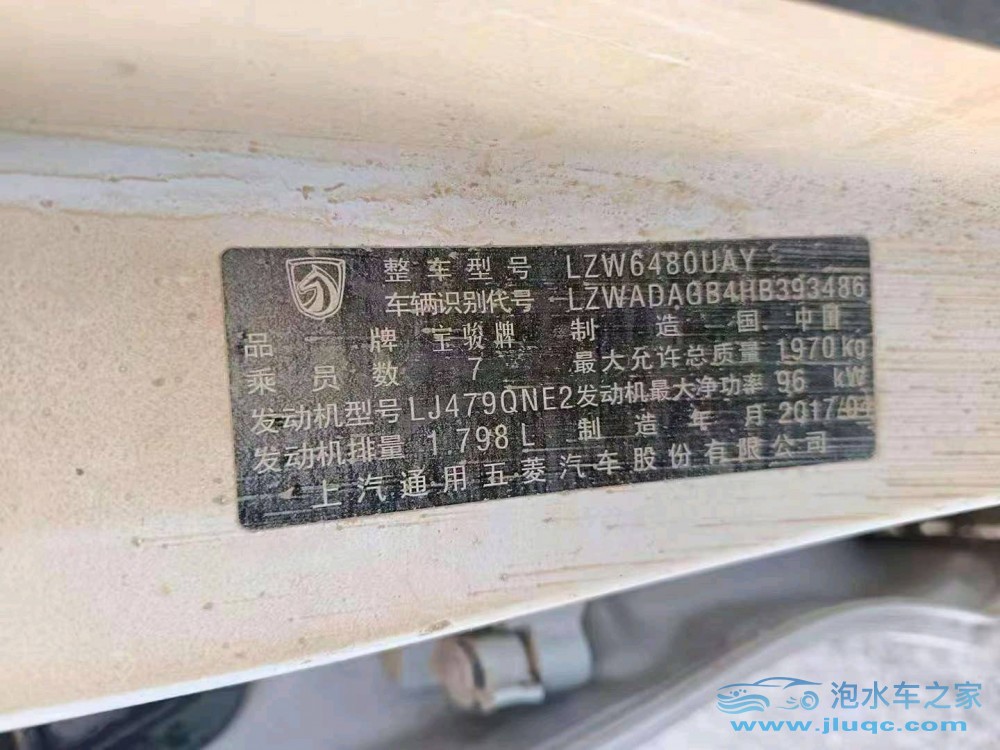 整车型号 LZW6480UAY
车辆识别代号 LZWADAGB4HB393486
品牌 宝骏牌 制造国 中国
乘员数 7 最大允许总质量 1970 kg
发动机型号 LJ479QNE2 发动机最大净功率 96 kW
发动机排量 1.798 L 制造年月 2017/04
上汽通用五菱汽车股份有限公司
泡水车之家
www.jluqc.com